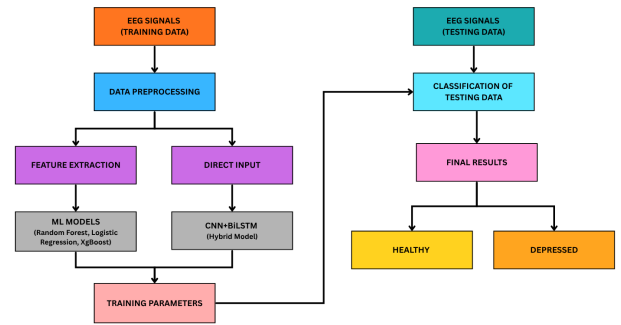 EEG SIGNALS
(TRAINING DATA)
DATA PREPROCESSING
FEATURE EXTRACTION
DIRECT INPUT
ML MODELS
(Random Forest, Logistic
Regression, XgBoost)
CNN+BiLSTM
(Hybrid Model)
TRAINING PARAMETERS
EEG SIGNALS
(TESTING DATA)
CLASSIFICATION OF
TESTING DATA
FINAL RESULTS
HEALTHY
DEPRESSED